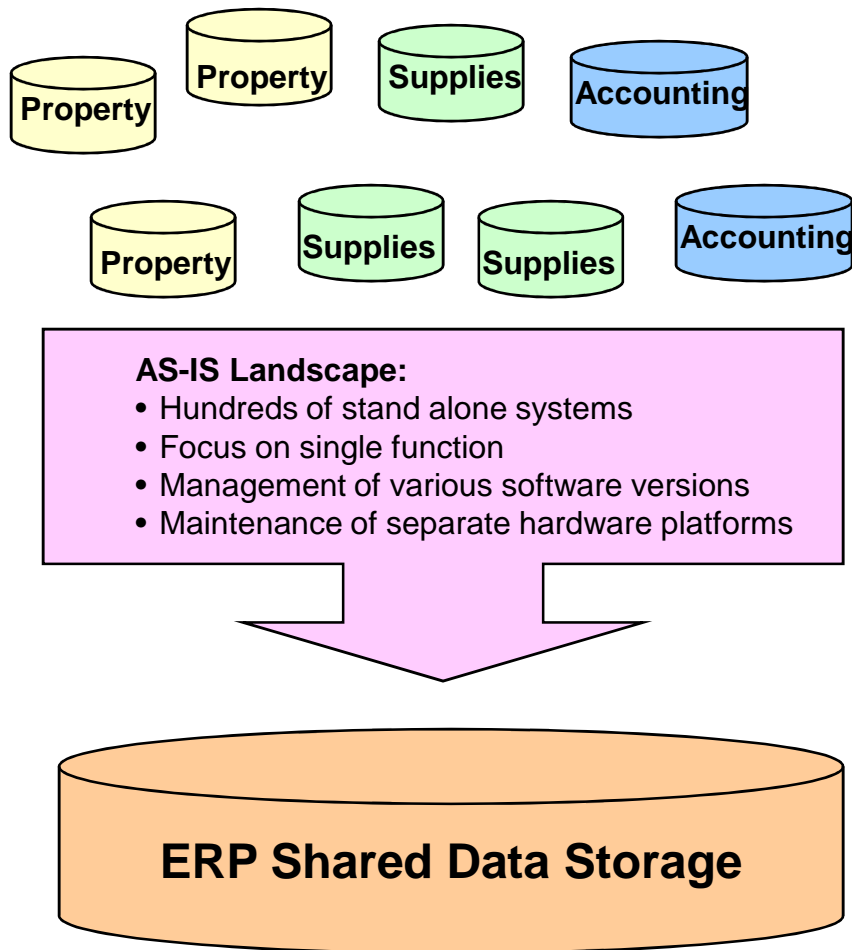 Property
Property
Supplies
Accounting
Property
Supplies
Supplies
Accounting
AS-IS Landscape:
• Hundreds of stand alone systems
• Focus on single function
• Management of various software versions
• Maintenance of separate hardware platforms
ERP Shared Data Storage